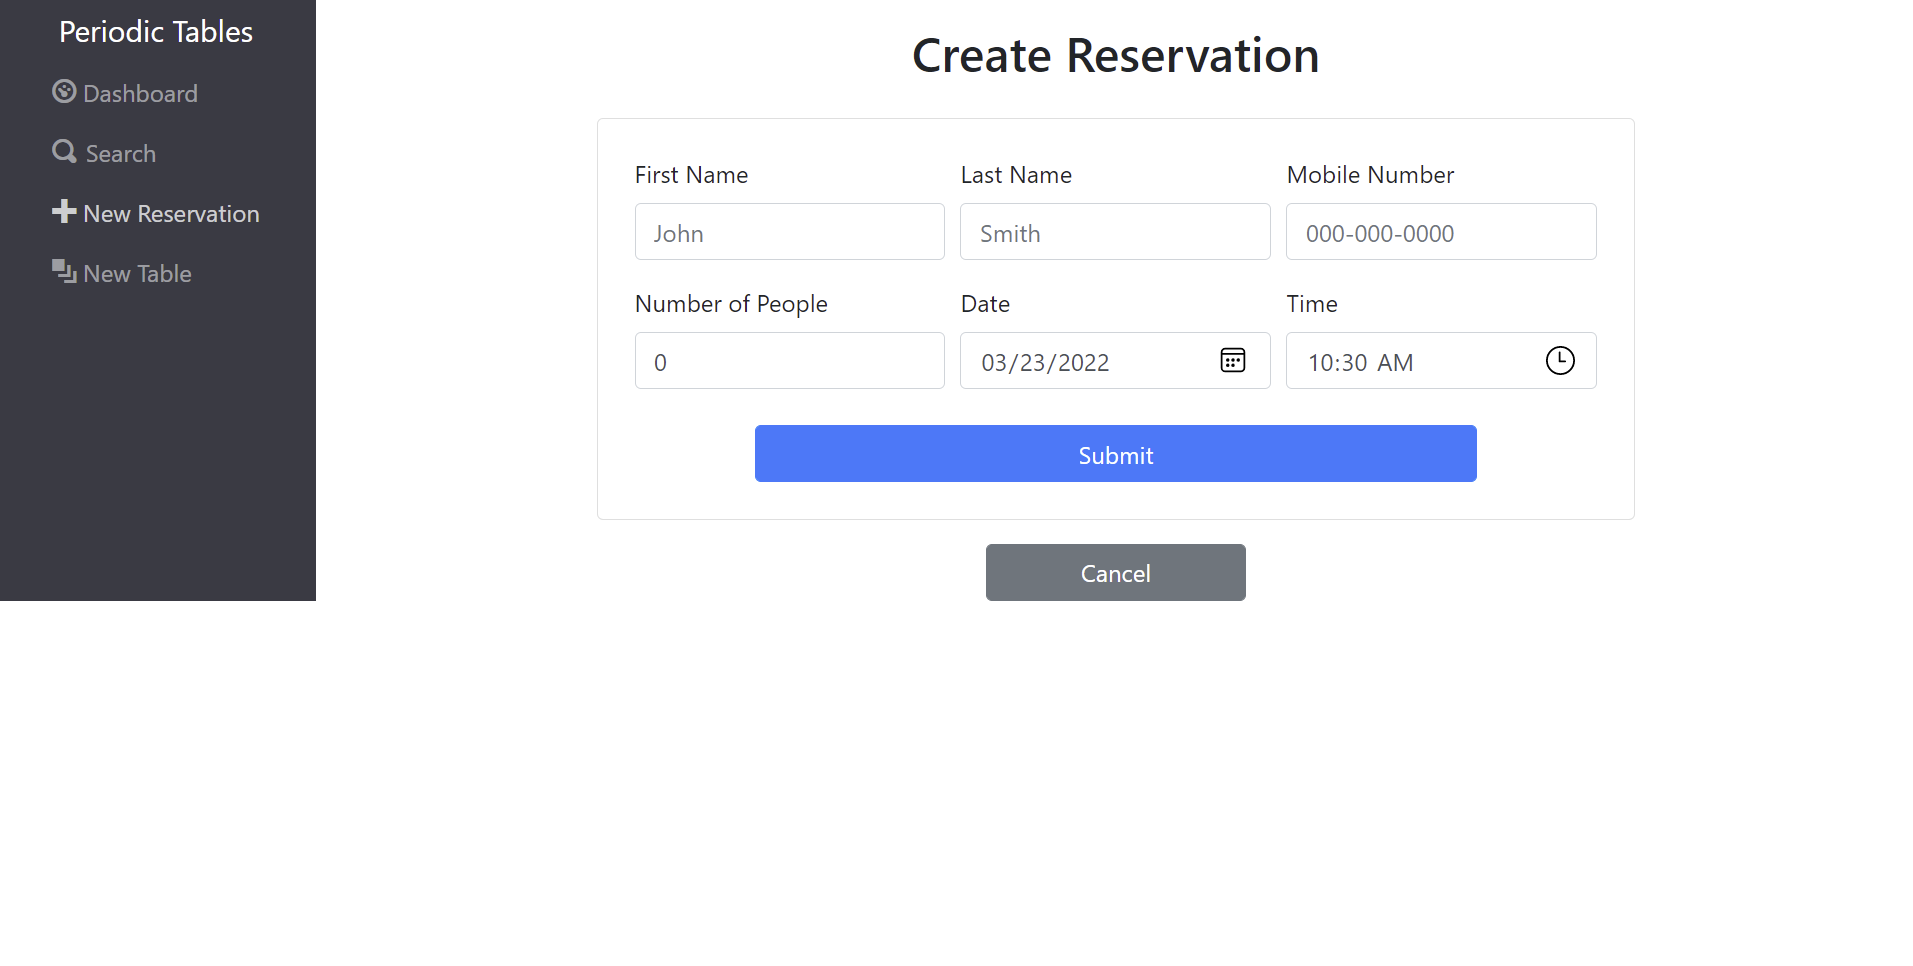 Periodic Tables
Dashboard
Search
New Reservation
New Table
Create Reservation
First Name Last Name Mobile Number
John Smith 000-000-0000
Number of People Date Time
0 03/23/2022 10:30 AM
Submit
Cancel